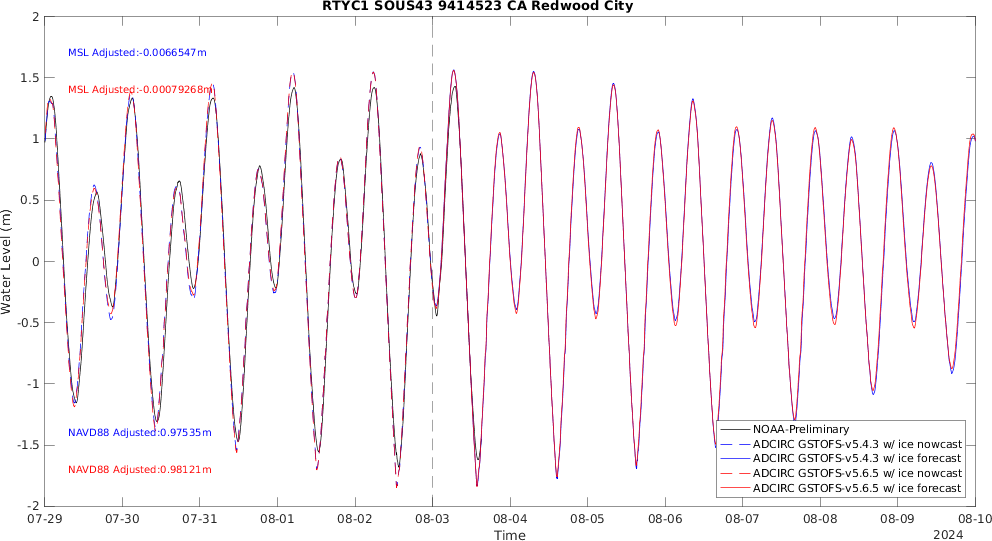 RTYC1 SOUS43 9414523 CA Redwood City
2
1.5
1
0.5
0
-0.5
-1
-1.5
-2
Water Level (m)
MSL Adjusted:-0.0066547m
MSL Adjusted:-0.00079268m
NAVD88 Adjusted:0.97535m
NAVD88 Adjusted:0.98121m
NOAA-Preliminary
ADCIRC GSTOFS-v5.4.3 w/ ice nowcast
ADCIRC GSTOFS-v5.4.3 w/ ice forecast
ADCIRC GSTOFS-v5.6.5 w/ ice nowcast
ADCIRC GSTOFS-v5.6.5 w/ ice forecast
07-29 07-30 07-31 08-01 08-02 08-03 08-04 08-05 08-06 08-07 08-08 08-09 08-10
Time
2024